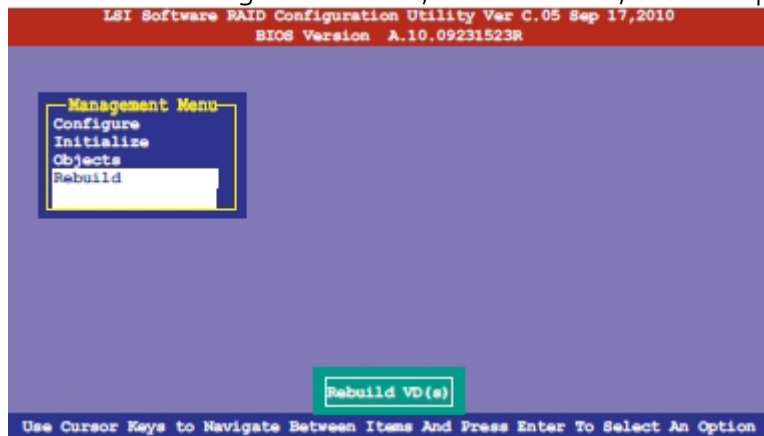 LSI Software RAID Configuration Utility Ver C.05 Sep 17,2010
BIOS Version A.10.09231523R
Management Menu
Configure
Initialize
Objects
Rebuild
Rebuild VD(s)
Use Cursor Keys to Navigate Between Items And Press Enter To Select An Option